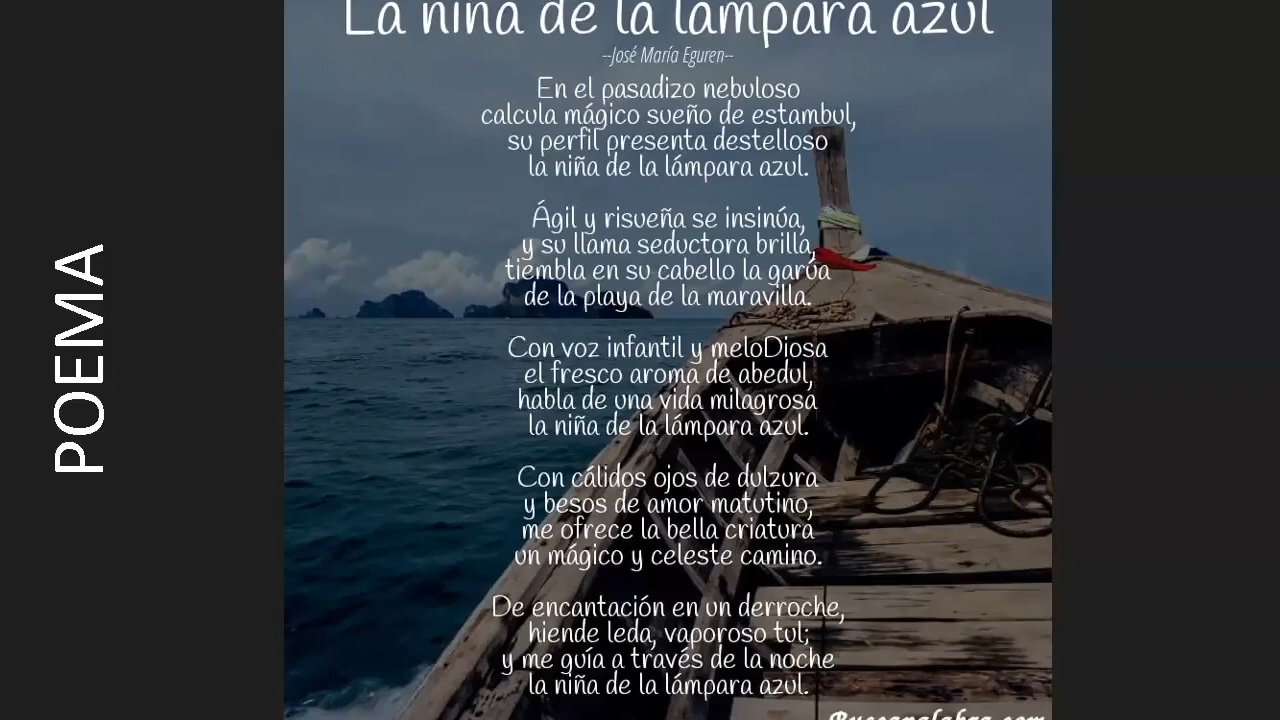 POEMA
La niña de la lámpara azul
--José María Eguren--
En el pasadizo nebuloso
calcula mágico sueño de estambul,
su perfil presenta destelloso
la niña de la lámpara azul.
Ágil y risueña se insinúa,
y su llama seductora brilla,
tiembla en su cabello la garúa
de la playa de la maravilla.
Con voz infantil y meloDiosa
el fresco aroma de abedul,
habla de una vida milagrosa
la niña de la lámpara azul.
Con cálidos ojos de dulzura
y besos de amor matutino,
me ofrece la bella criatura
un mágico y celeste camino.
De encantación en un derroche,
hiende leda, vaporoso tul;
y me guía a través de la noche
la niña de la lámpara azul.